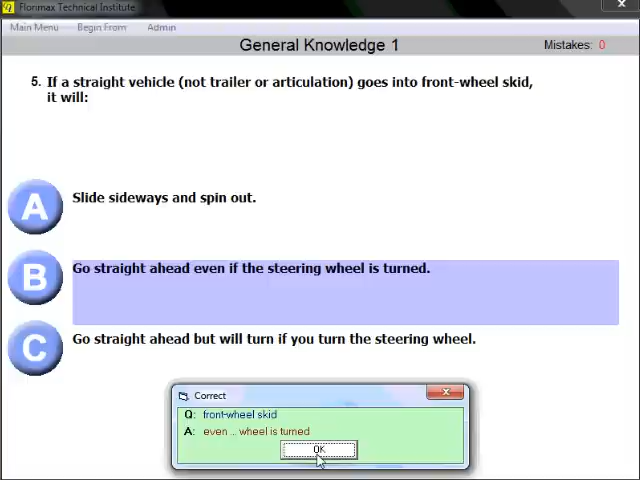 Florimax Technical Institute
Main Menu Begin From Admin
General Knowledge 1
Mistakes: 0
5. If a straight vehicle (not trailer or articulation) goes into front-wheel skid,
it will:
A
Slide sideways and spin out.
B
Go straight ahead even if the steering wheel is turned.
C
Go straight ahead but will turn if you turn the steering wheel.
Correct
Q: front-wheel skid
A: even ... wheel is turned
OK